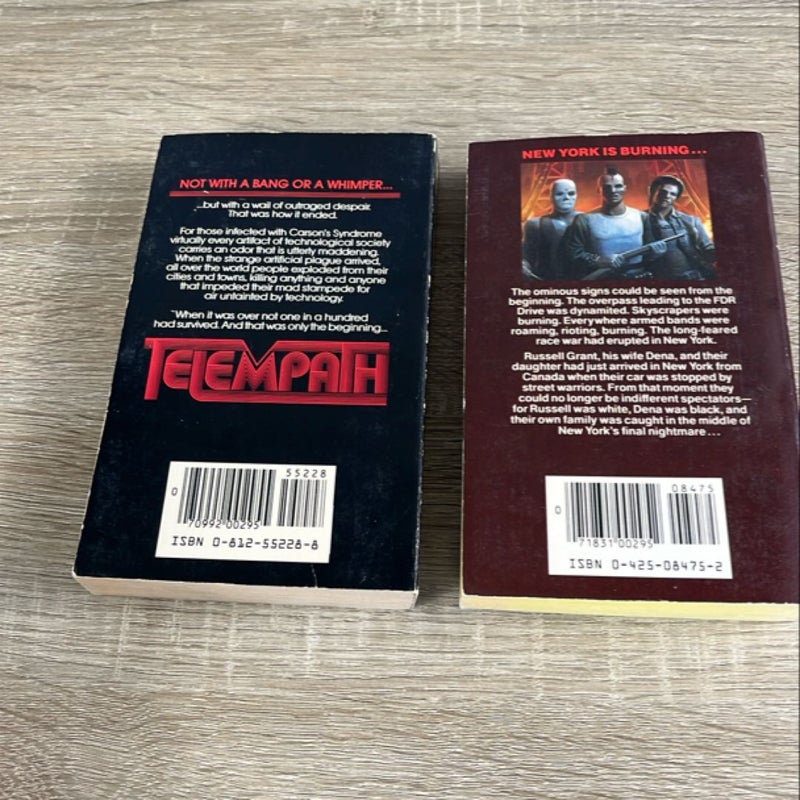 NOT WITH A BANG OR A WHIMPER...
...but with a wail of outraged despair.
That was how it ended.
For those infected with Carson's Syndrome
virtually every artifact of technological society
carries an odor that is utterly maddening.
When the strange artificial plague arrived,
all over the world people exploded from their
cities and towns, killing anything and anyone
that impeded their mad stampede for
air untainted by technology.
"When it was over not one in a hundred
had survived. And that was only the beginning...
TELEMPATH
55228
0
70992 00295
ISBN 0-812-55228-8
NEW YORK IS BURNING...
The ominous signs could be seen from the
beginning. The overpass leading to the FDR
Drive was dynamited. Skyscrapers were
burning. Everywhere armed bands were
roaming, rioting, burning. The long-feared
race war had erupted in New York.
Russell Grant, his wife Dena, and their
daughter had just arrived in New York from
Canada when their car was stopped by
street warriors. From that moment they
could no longer be indifferent spectators—
for Russell was white, Dena was black, and
their own family was caught in the middle of
New York's final nightmare...
08475
0
71831 00295
ISBN 0-425-08475-2